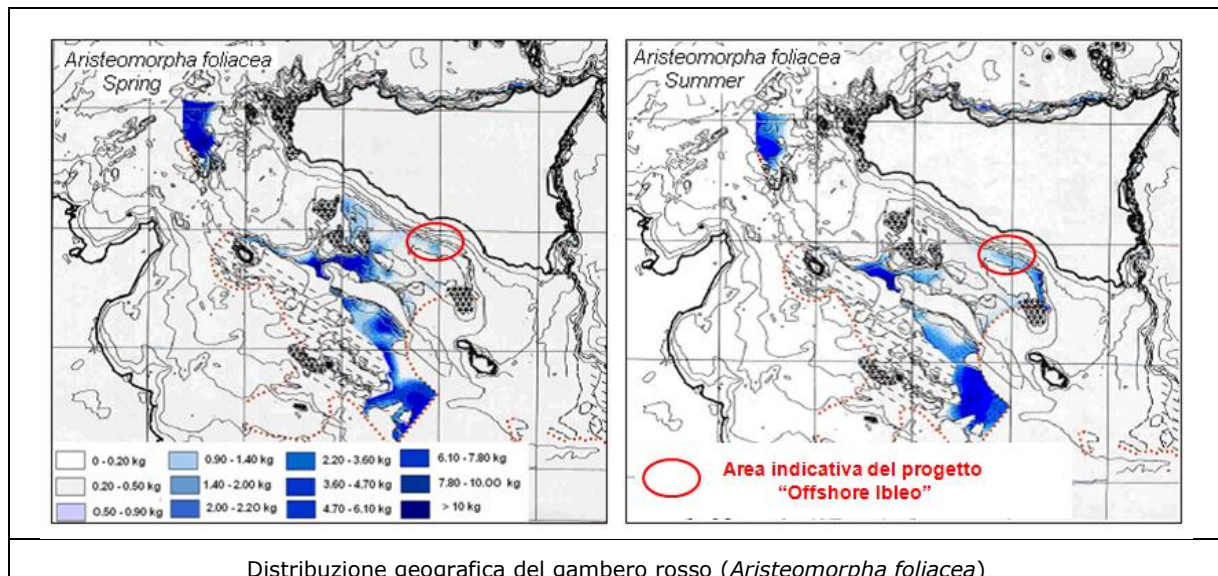 Aristeomorpha foliacea
Spring
Aristeomorpha foliacea
Summer
0 - 0.20 kg
0.90 - 1.40 kg
2.20 - 3.60 kg
6.10 - 7.80 kg
0.20 - 0.50 kg
1.40 - 2.00 kg
3.60 - 4.70 kg
7.80 - 10.00 kg
0.50 - 0.90 kg
2.00 - 2.20 kg
4.70 - 6.10 kg
> 10 kg
Area indicativa del progetto
“Offshore Ibleo”
Distribuzione geografica del gambero rosso (Aristeomorpha foliacea)